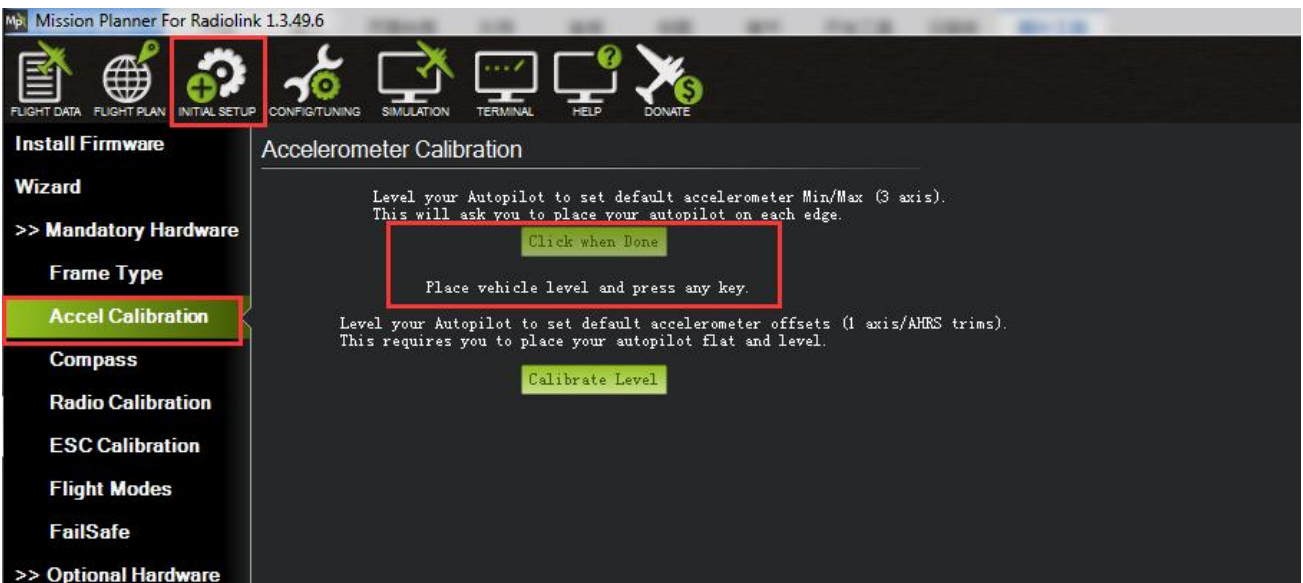 Mp Mission Planner For Radiolink 1.3.49.6
FLIGHT DATA FLIGHT PLAN INITIAL SETUP CONFIG/TUNING SIMULATION TERMINAL HELP DONATE
Install Firmware
Wizard
>> Mandatory Hardware
Frame Type
Accel Calibration
Compass
Radio Calibration
ESC Calibration
Flight Modes
FailSafe
>> Optional Hardware
Accelerometer Calibration
Level your Autopilot to set default accelerometer Min/Max (3 axis).
This will ask you to place your autopilot on each edge.
Click when Done
Place vehicle level and press any key.
Level your Autopilot to set default accelerometer offsets (1 axis/AHRS trims).
This requires you to place your autopilot flat and level.
Calibrate Level